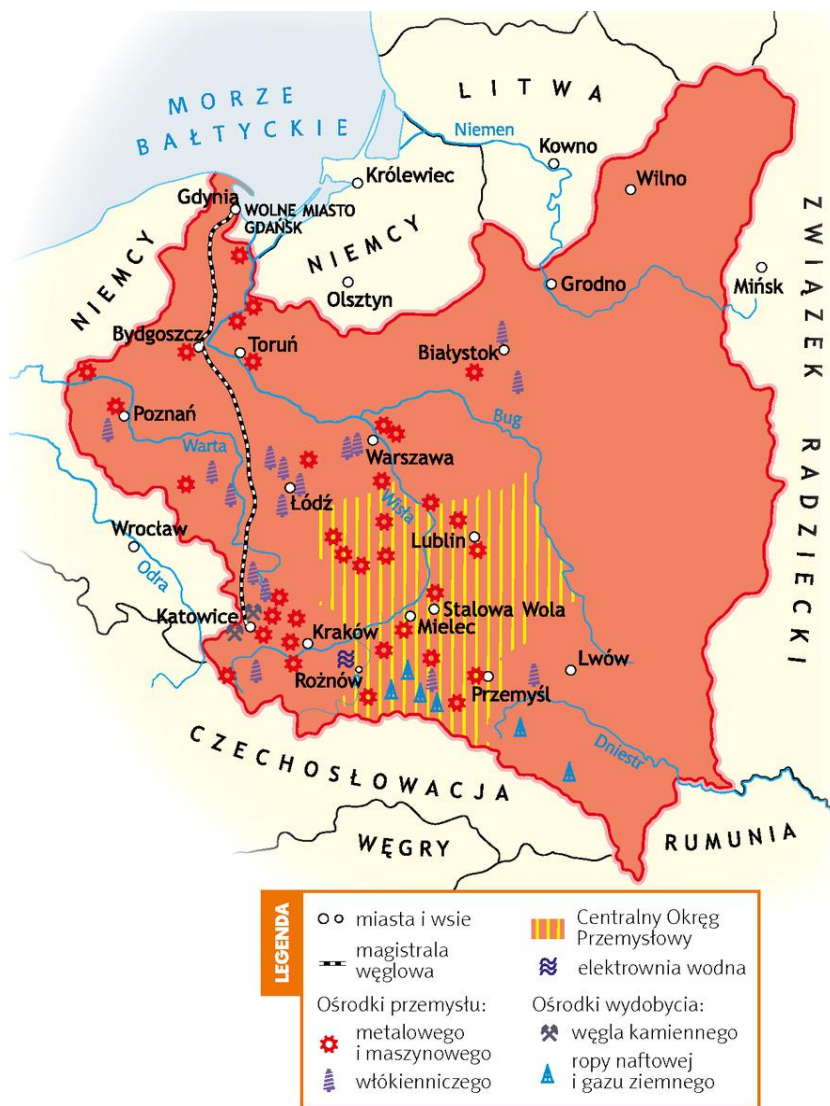 MORZE
BAŁTYCKIE
LITWA
Niemen
Kowno
Królewiec
Wilno
Gdynia
WOLNE MIASTO
GDAŃSK
NIEMCY
NIEMCY
Olsztyn
Grodno
Mińsk
ZWIĄZEK RADZIECKI
Bydgoszcz
Toruń
Białystok
Poznań
Warta
Bug
Warszawa
Wisła
Łódź
Wrocław
Odra
Lublin
Katowice
Stalowa Wola
Mielec
Kraków
Rożnów
Przemyśl
Lwów
Dniestr
CZECHOSŁOWACJA
WĘGRY
RUMUNIA
LEGENDA
miasta i wsie
magistrala
węglowa
Ośrodki przemysłu:
metalowego
i maszynowego
włókienniczego
Centralny Okręg
Przemysłowy
elektrownia wodna
Ośrodki wydobycia:
węgla kamiennego
ropy naftowej
i gazu ziemnego